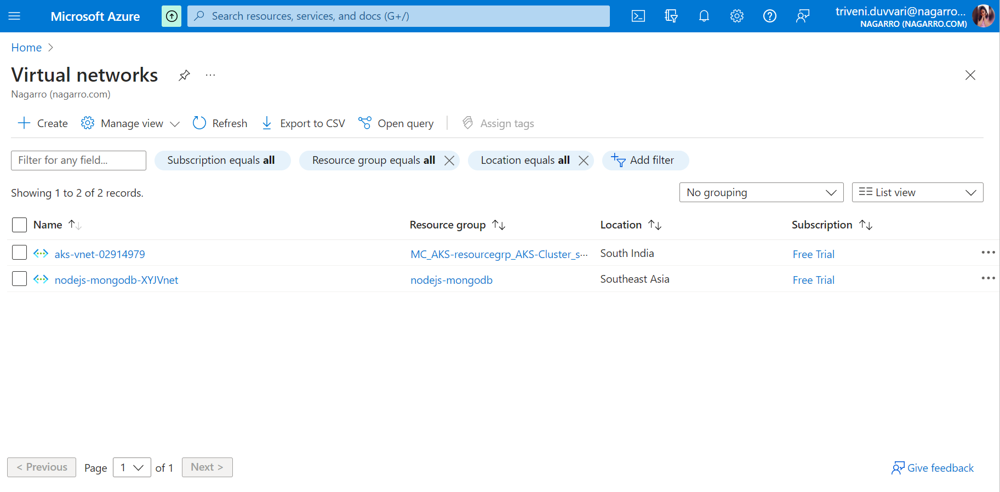 Microsoft Azure
Search resources, services, and docs (G+/)
triveni.duvvari@nagarro...
NAGARRO (NAGARRO.COM)
Home
Virtual networks
...
Nagarro (nagarro.com)
Create
Manage view
Refresh
Export to CSV
Open query
Assign tags
Filter for any field...
Subscription equals all
Resource group equals all
Location equals all
Add filter
Showing 1 to 2 of 2 records.
No grouping
List view
Name Resource group Location Subscription
aks-vnet-02914979 MC_AKS-resourcegrp_AKS-Cluster_s... South India Free Trial
nodejs-mongodb-XYJVnet nodejs-mongodb Southeast Asia Free Trial
< Previous Page 1 of 1 Next >
Give feedback